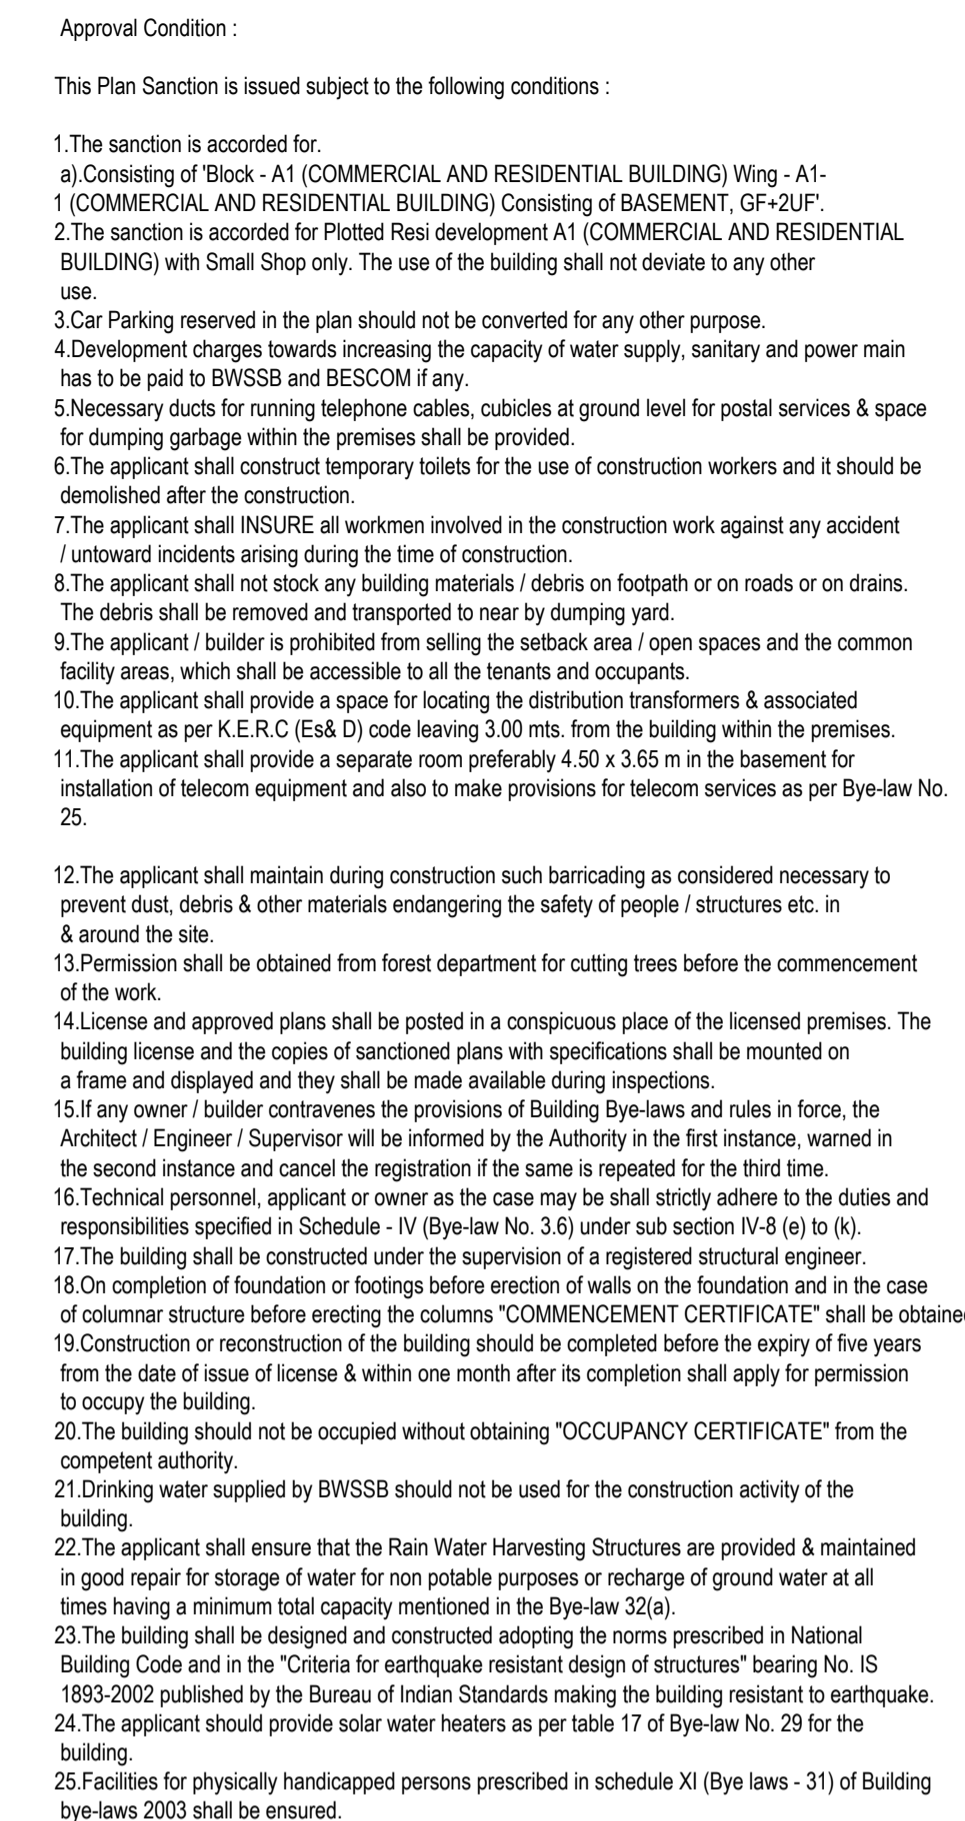 Approval Condition :
This Plan Sanction is issued subject to the following conditions :
1.The sanction is accorded for.
a).Consisting of 'Block - A1 (COMMERCIAL AND RESIDENTIAL BUILDING) Wing - A1-
1 (COMMERCIAL AND RESIDENTIAL BUILDING) Consisting of BASEMENT, GF+2UF'.
2.The sanction is accorded for Plotted Resi development A1 (COMMERCIAL AND RESIDENTIAL
BUILDING) with Small Shop only. The use of the building shall not deviate to any other
use.
3.Car Parking reserved in the plan should not be converted for any other purpose.
4.Development charges towards increasing the capacity of water supply, sanitary and power main
has to be paid to BWSSB and BESCOM if any.
5.Necessary ducts for running telephone cables, cubicles at ground level for postal services & space
for dumping garbage within the premises shall be provided.
6.The applicant shall construct temporary toilets for the use of construction workers and it should be
demolished after the construction.
7.The applicant shall INSURE all workmen involved in the construction work against any accident
/ untoward incidents arising during the time of construction.
8.The applicant shall not stock any building materials / debris on footpath or on roads or on drains.
The debris shall be removed and transported to near by dumping yard.
9.The applicant / builder is prohibited from selling the setback area / open spaces and the common
facility areas, which shall be accessible to all the tenants and occupants.
10.The applicant shall provide a space for locating the distribution transformers & associated
equipment as per K.E.R.C (Es& D) code leaving 3.00 mts. from the building within the premises.
11.The applicant shall provide a separate room preferably 4.50 x 3.65 m in the basement for
installation of telecom equipment and also to make provisions for telecom services as per Bye-law No.
25.
12.The applicant shall maintain during construction such barricading as considered necessary to
prevent dust, debris & other materials endangering the safety of people / structures etc. in
& around the site.
13.Permission shall be obtained from forest department for cutting trees before the commencement
of the work.
14.License and approved plans shall be posted in a conspicuous place of the licensed premises. The
building license and the copies of sanctioned plans with specifications shall be mounted on
a frame and displayed and they shall be made available during inspections.
15.If any owner / builder contravenes the provisions of Building Bye-laws and rules in force, the
Architect / Engineer / Supervisor will be informed by the Authority in the first instance, warned in
the second instance and cancel the registration if the same is repeated for the third time.
16.Technical personnel, applicant or owner as the case may be shall strictly adhere to the duties and
responsibilities specified in Schedule - IV (Bye-law No. 3.6) under sub section IV-8 (e) to (k).
17.The building shall be constructed under the supervision of a registered structural engineer.
18.On completion of foundation or footings before erection of walls on the foundation and in the case
of columnar structure before erecting the columns "COMMENCEMENT CERTIFICATE" shall be obtaine
19.Construction or reconstruction of the building should be completed before the expiry of five years
from the date of issue of license & within one month after its completion shall apply for permission
to occupy the building.
20.The building should not be occupied without obtaining "OCCUPANCY CERTIFICATE" from the
competent authority.
21.Drinking water supplied by BWSSB should not be used for the construction activity of the
building.
22.The applicant shall ensure that the Rain Water Harvesting Structures are provided & maintained
in good repair for storage of water for non potable purposes or recharge of ground water at all
times having a minimum total capacity mentioned in the Bye-law 32(a).
23.The building shall be designed and constructed adopting the norms prescribed in National
Building Code and in the "Criteria for earthquake resistant design of structures" bearing No. IS
1893-2002 published by the Bureau of Indian Standards making the building resistant to earthquake.
24.The applicant should provide solar water heaters as per table 17 of Bye-law No. 29 for the
building.
25.Facilities for physically handicapped persons prescribed in schedule XI (Bye laws - 31) of Building
bye-laws 2003 shall be ensured.